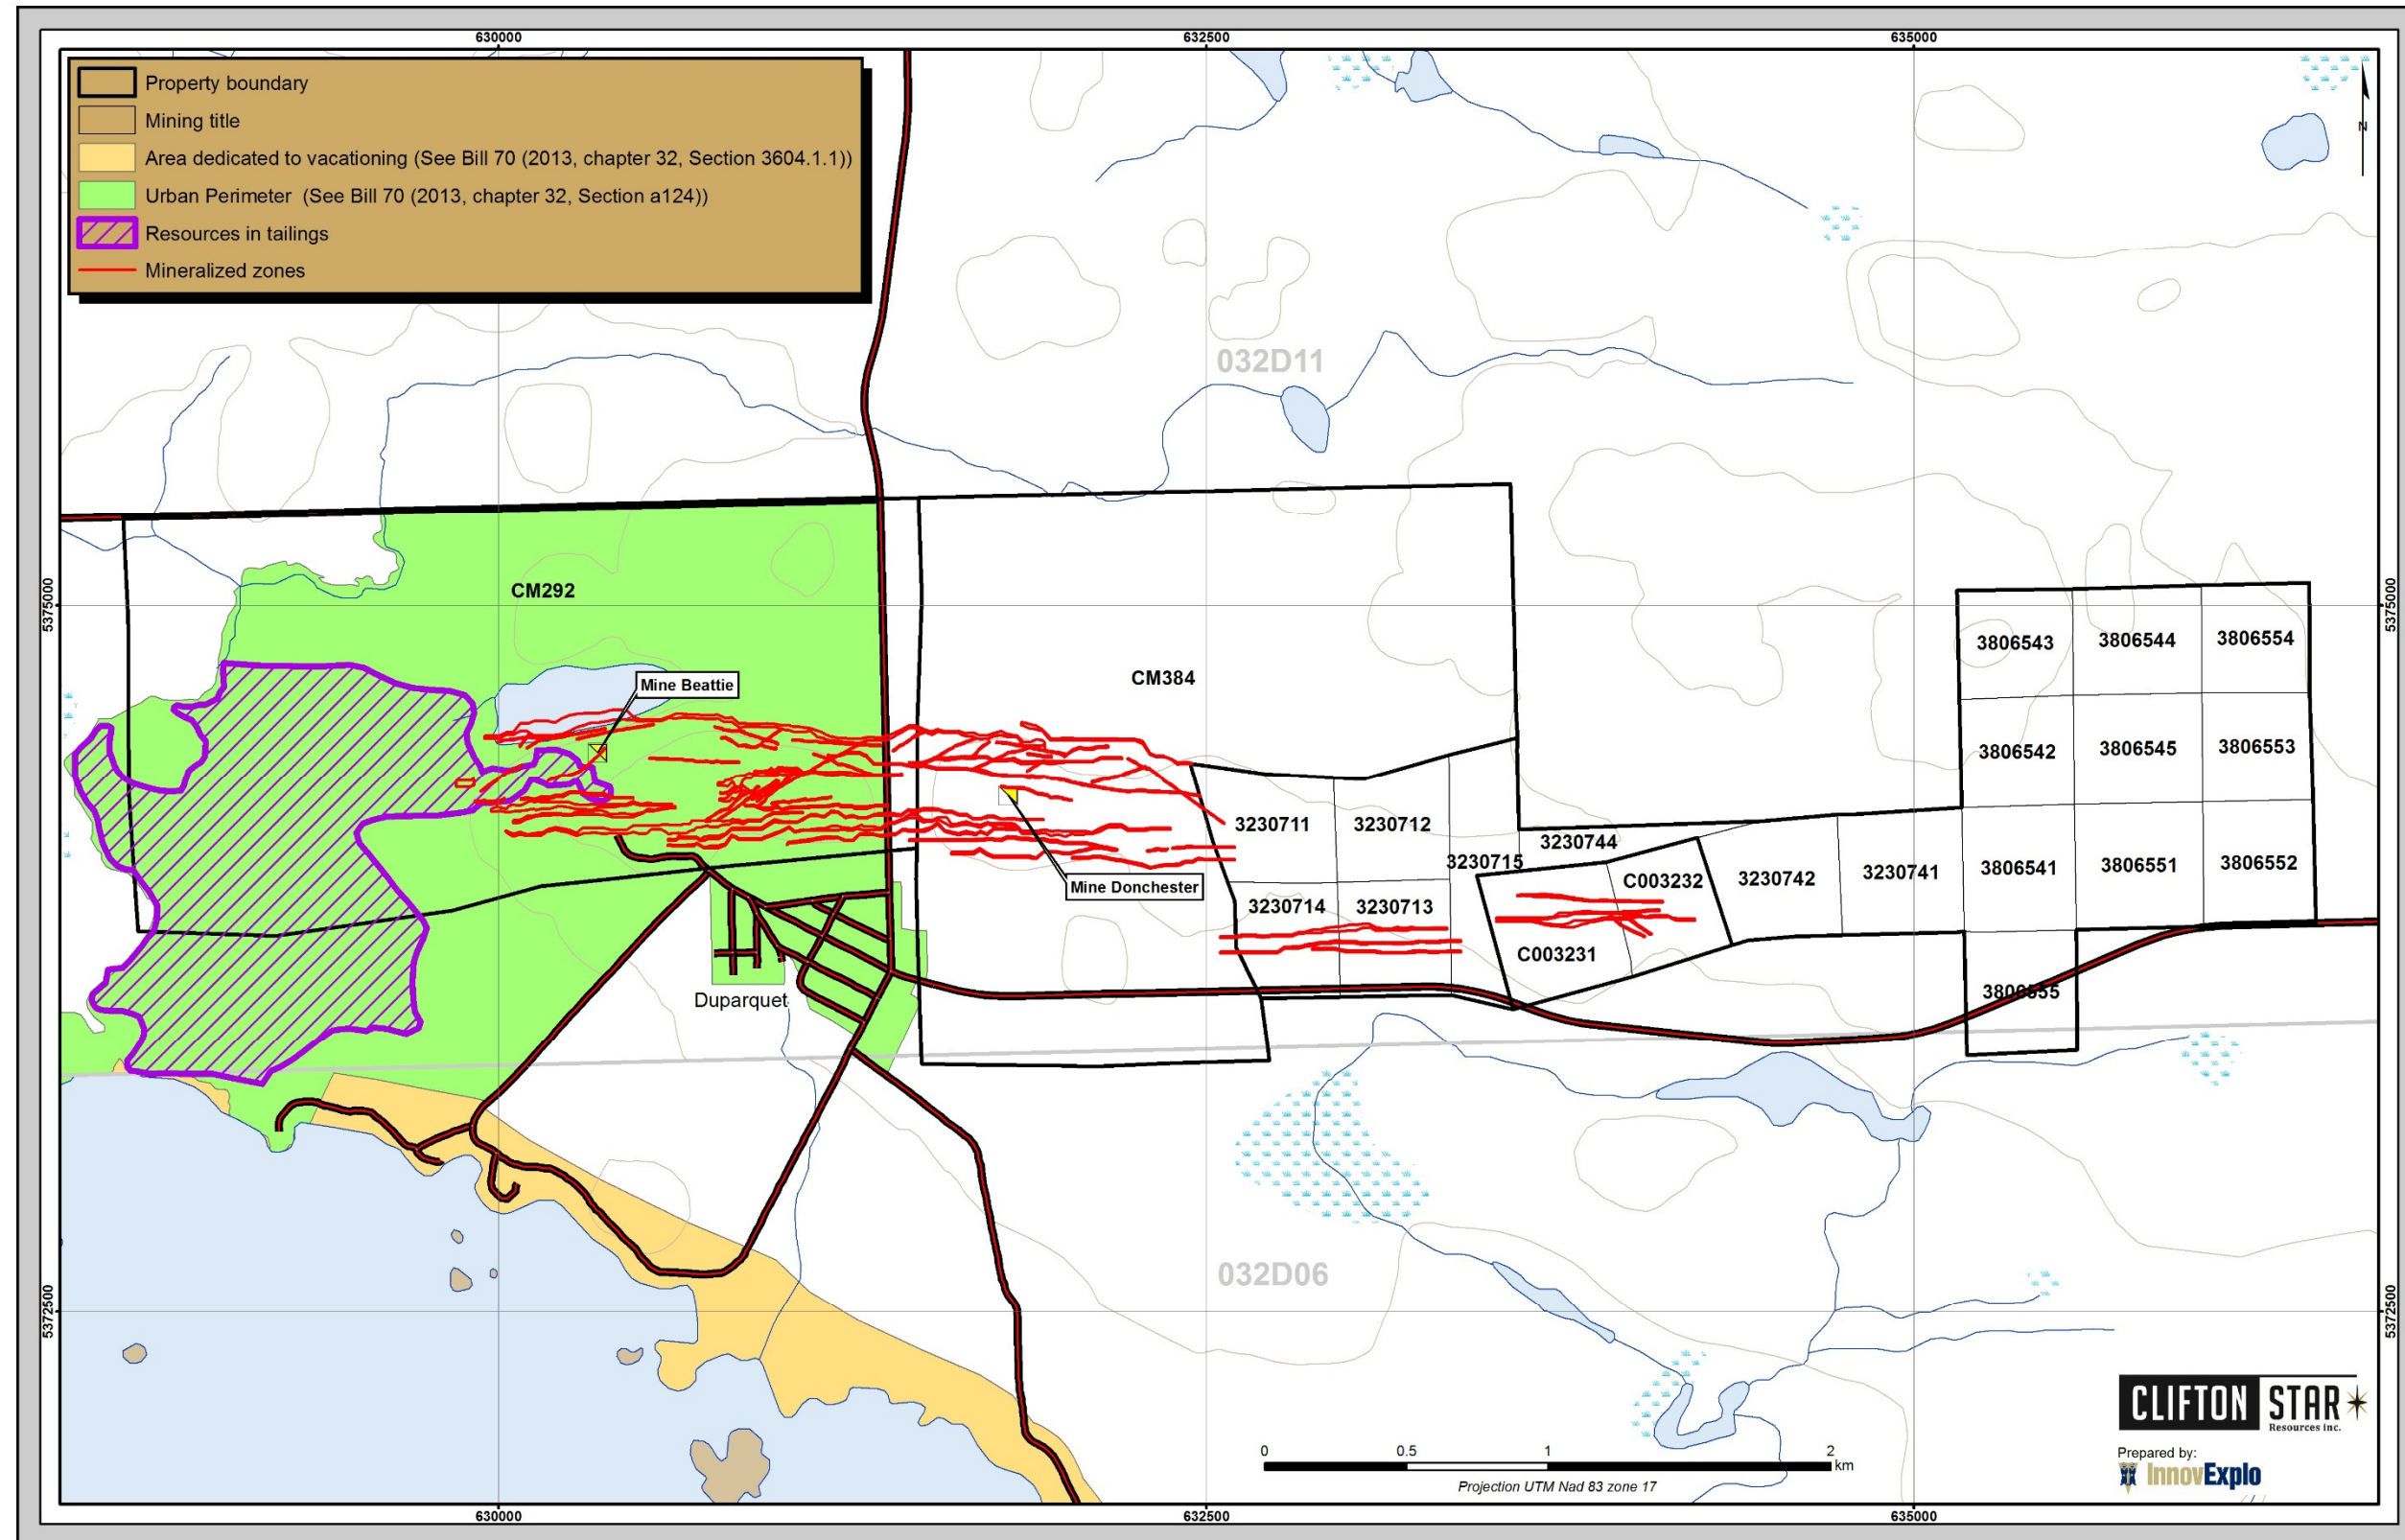 630000
632500
635000
Property boundary
Mining title
Area dedicated to vacationing (See Bill 70 (2013, chapter 32, Section 3604.1.1))
Urban Perimeter (See Bill 70 (2013, chapter 32, Section a124))
Resources in tailings
Mineralized zones
N
032D11
5375000
5375000
CM292
CM384
Mine Beattie
Mine Donchester
3806543
3806544
3806554
3806542
3806545
3806553
3230711
3230712
3230744
3230715
C003232
3230742
3230741
3806541
3806551
3806552
3230714
3230713
C003231
3806555
Duparquet
032D06
5372500
5372500
0
0.5
1
2
km
Projection UTM Nad 83 zone 17
CLIFTON STAR
Resources inc.
Prepared by:
InnovExplo
630000
632500
635000